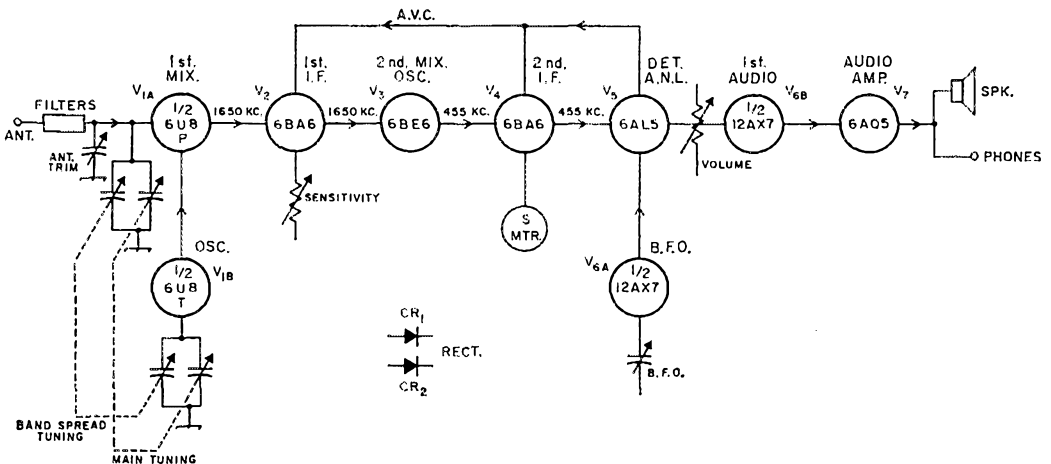 A.V.C.
1st.
MIX.
1st.
I.F.
2nd. MIX.
OSC.
2nd.
I.F.
DET.
A.N.L.
1st.
AUDIO
AUDIO
AMP.
V1A
V2
V3
V4
V5
V6B
V7
FILTERS
ANT.
ANT.
TRIM
1/2
6U8
P
1650 KC.
6BA6
1650 KC.
6BE6
455 KC.
6BA6
455 KC.
6AL5
VOLUME
1/2
12AX7
6AQ5
SPK.
PHONES
SENSITIVITY
S
MTR.
OSC.
V1B
1/2
6U8
T
B.F.O.
V6A
1/2
12AX7
B.F.O.
CR1
RECT.
CR2
BAND SPREAD
TUNING
MAIN TUNING